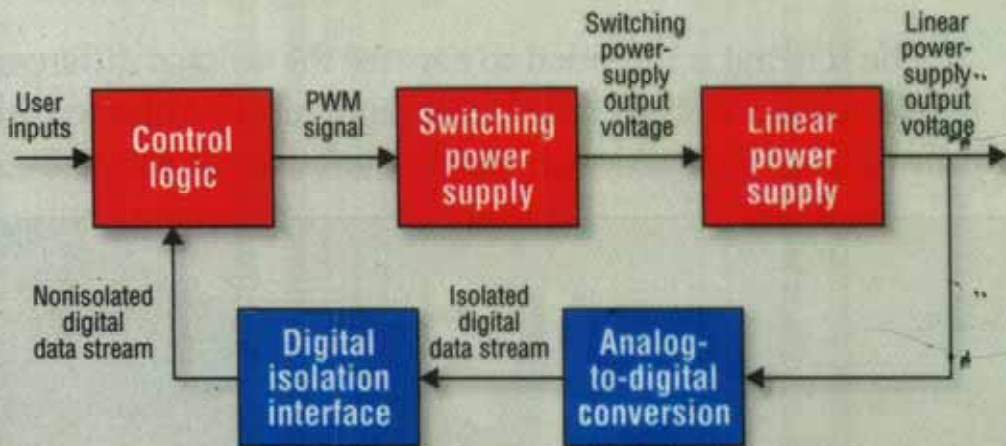 Switching
power-
supply
output
voltage
Linear
power-
supply
output
voltage
User
inputs
Control
logic
PWM
signal
Switching
power
supply
Linear
power
supply
Nonisolated
digital
data stream
Digital
isolation
interface
Isolated
digital
data stream
Analog-
to-digital
conversion